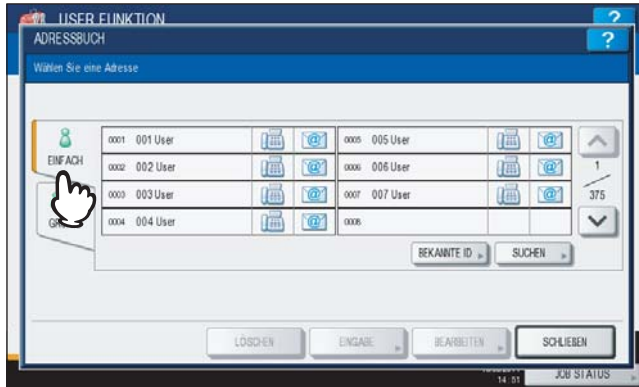 USER FUNKTION
?
ADRESSBUCH
?
Wählen Sie eine Adresse
EINFACH
0001 001 User
0005 005 User
0002 002 User
0006 006 User
1
0003 003 User
0007 007 User
375
0004 004 User
0008
BEKANNTE ID
SUCHEN
LÖSCHEN
EINGABE
BEARBEITEN
SCHLIEßEN
14:51
JOB STATUS